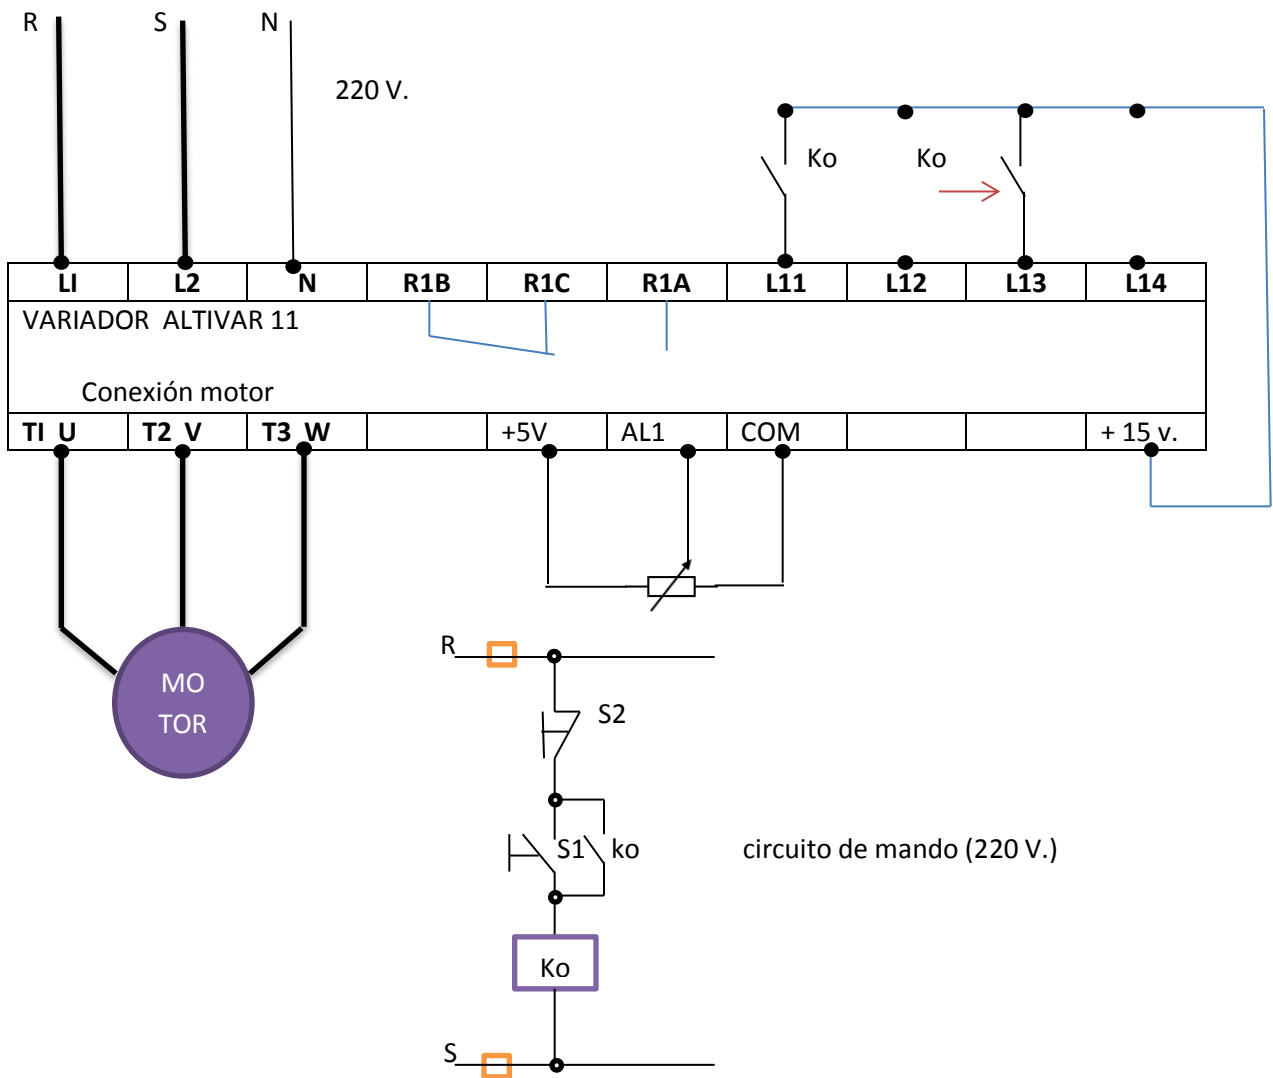 R S N
220 V.
Ko Ko
LI L2 N R1B R1C R1A L11 L12 L13 L14
VARIADOR ALTIVAR 11
Conexión motor
TI U T2 V T3 W +5V AL1 COM + 15 v.
R
MO
TOR
S2
S1 ko
circuito de mando (220 V.)
Ko
S